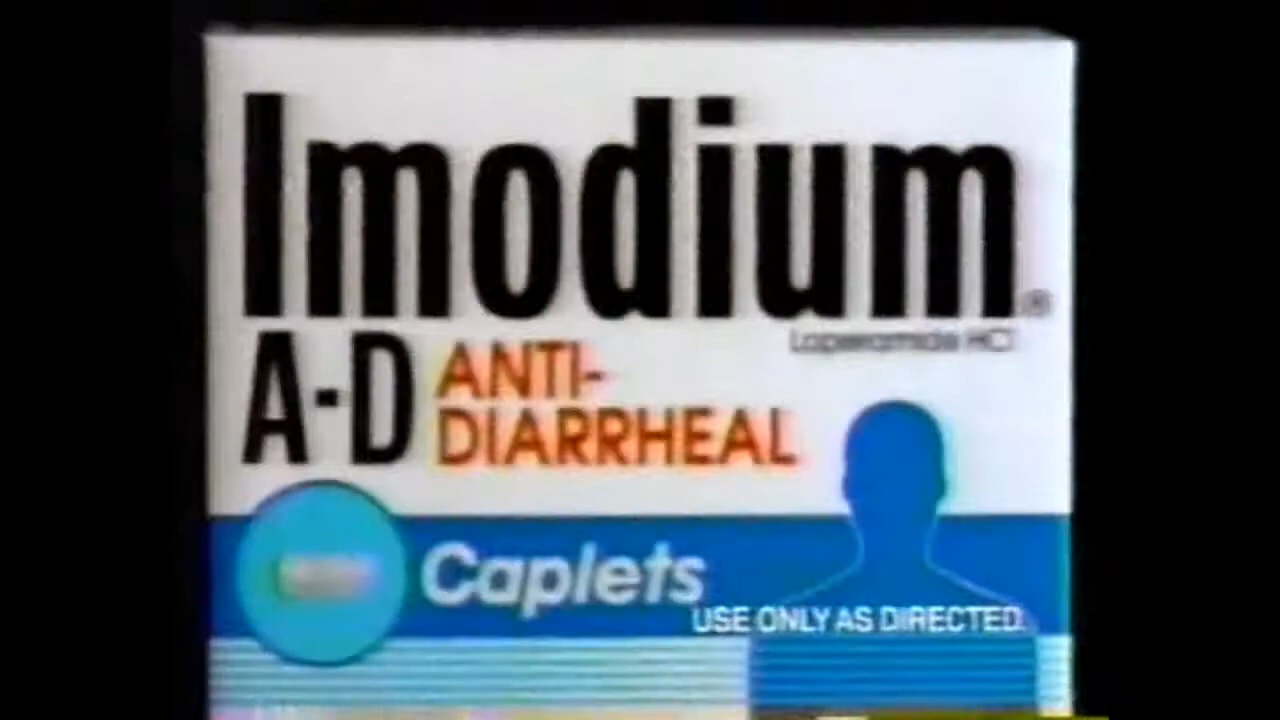 Imodium®
Loperamide HCl
A-D ANTI-
DIARRHEAL
Caplets
USE ONLY AS DIRECTED.